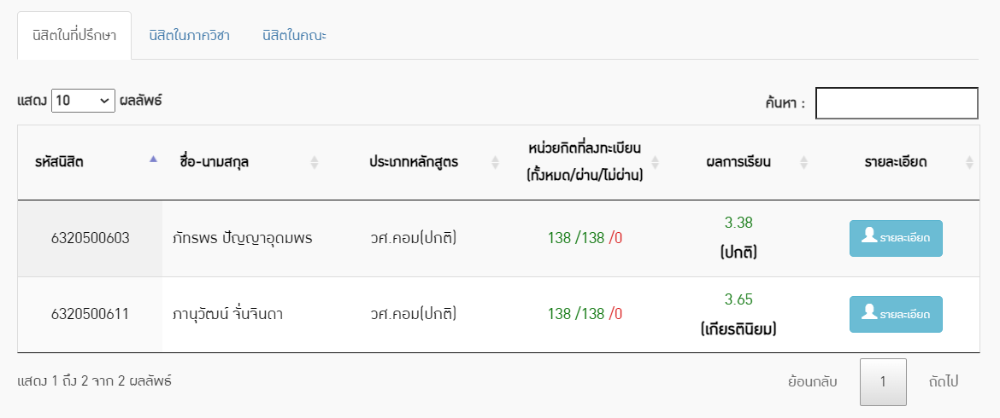 นิสิตในที่ปรึกษา นิสิตในภาควิชา นิสิตในคณะ
แสดง 10 ผลลัพธ์ ค้นหา :
รหัสนิสิต ชื่อ-นามสกุล ประเภทหลักสูตร หน่วยกิตที่ลงทะเบียน (ทั้งหมด/ผ่าน/ไม่ผ่าน) ผลการเรียน รายละเอียด
6320500603 ภัทรพร ปัญญาอุดมพร วศ.คอม(ปกติ) 138 /138 /0 3.38 (ปกติ) รายละเอียด
6320500611 ภานุวัฒน์ จั่นจินดา วศ.คอม(ปกติ) 138 /138 /0 3.65 (เกียรตินิยม) รายละเอียด
แสดง 1 ถึง 2 จาก 2 ผลลัพธ์ ย้อนกลับ 1 ถัดไป